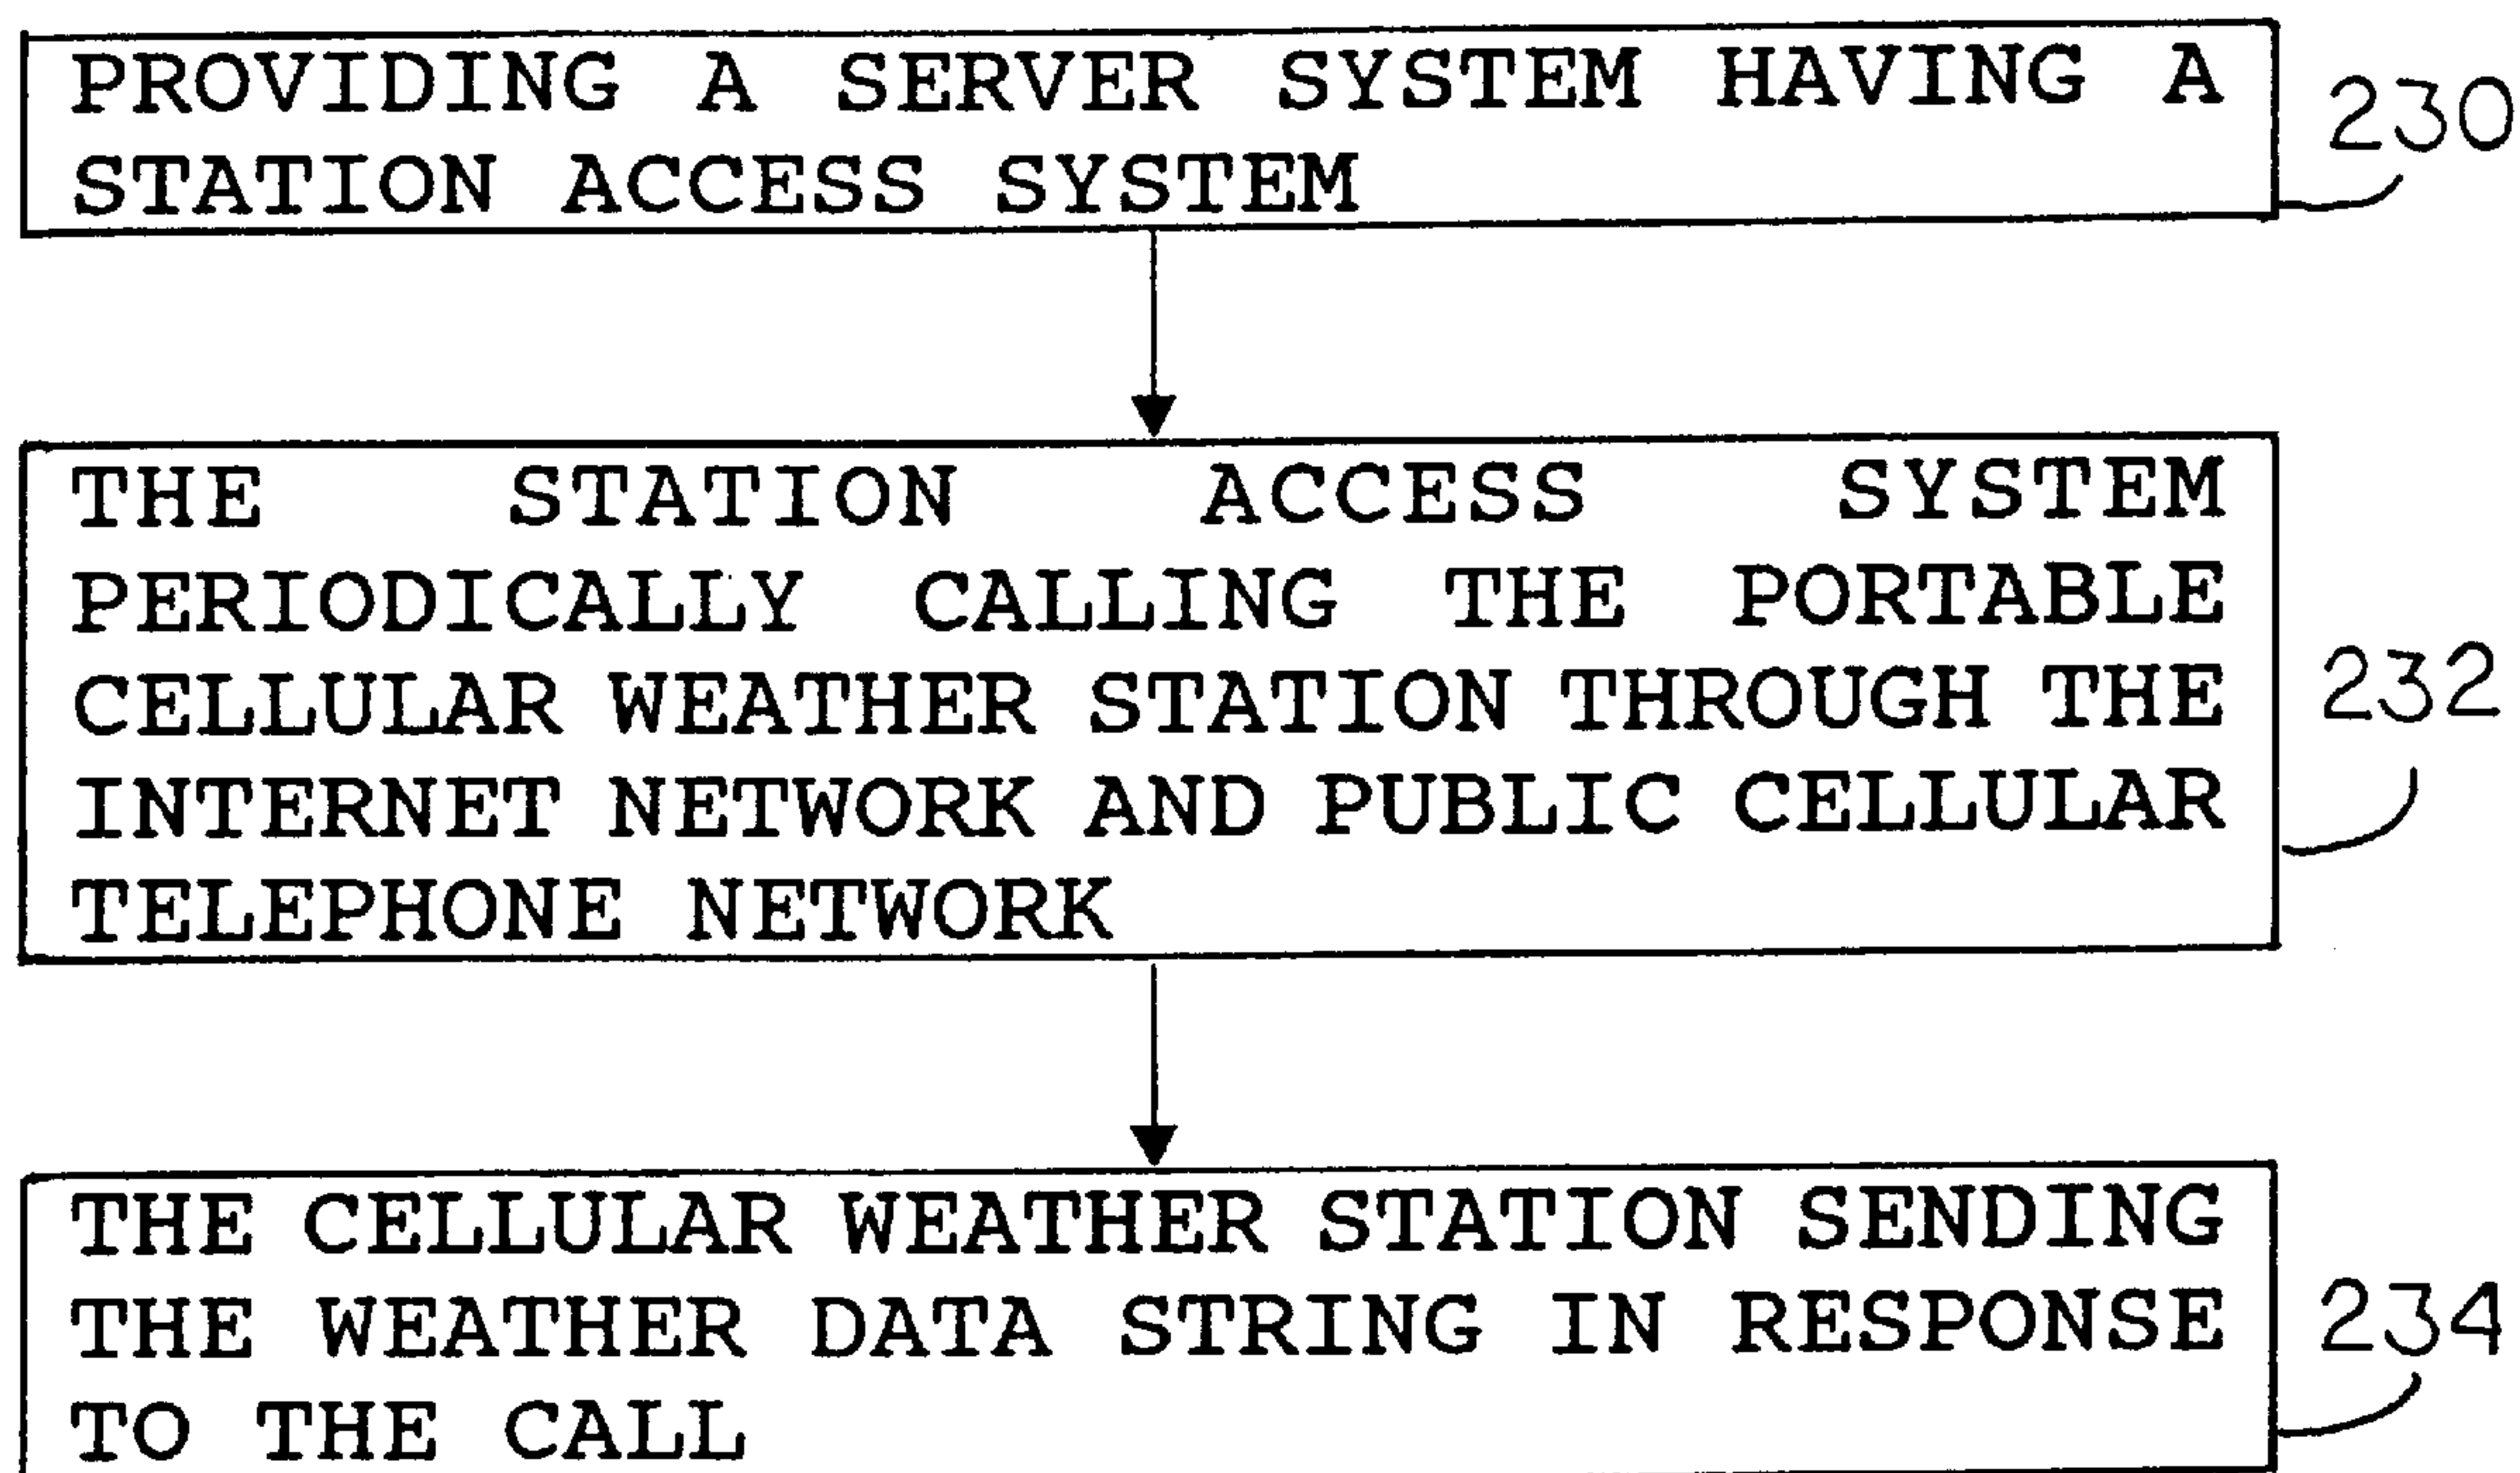 PROVIDING A SERVER SYSTEM HAVING A
STATION ACCESS SYSTEM
230
THE STATION ACCESS SYSTEM
PERIODICALLY CALLING THE PORTABLE
CELLULAR WEATHER STATION THROUGH THE
INTERNET NETWORK AND PUBLIC CELLULAR
TELEPHONE NETWORK
232
THE CELLULAR WEATHER STATION SENDING
THE WEATHER DATA STRING IN RESPONSE
TO THE CALL
234